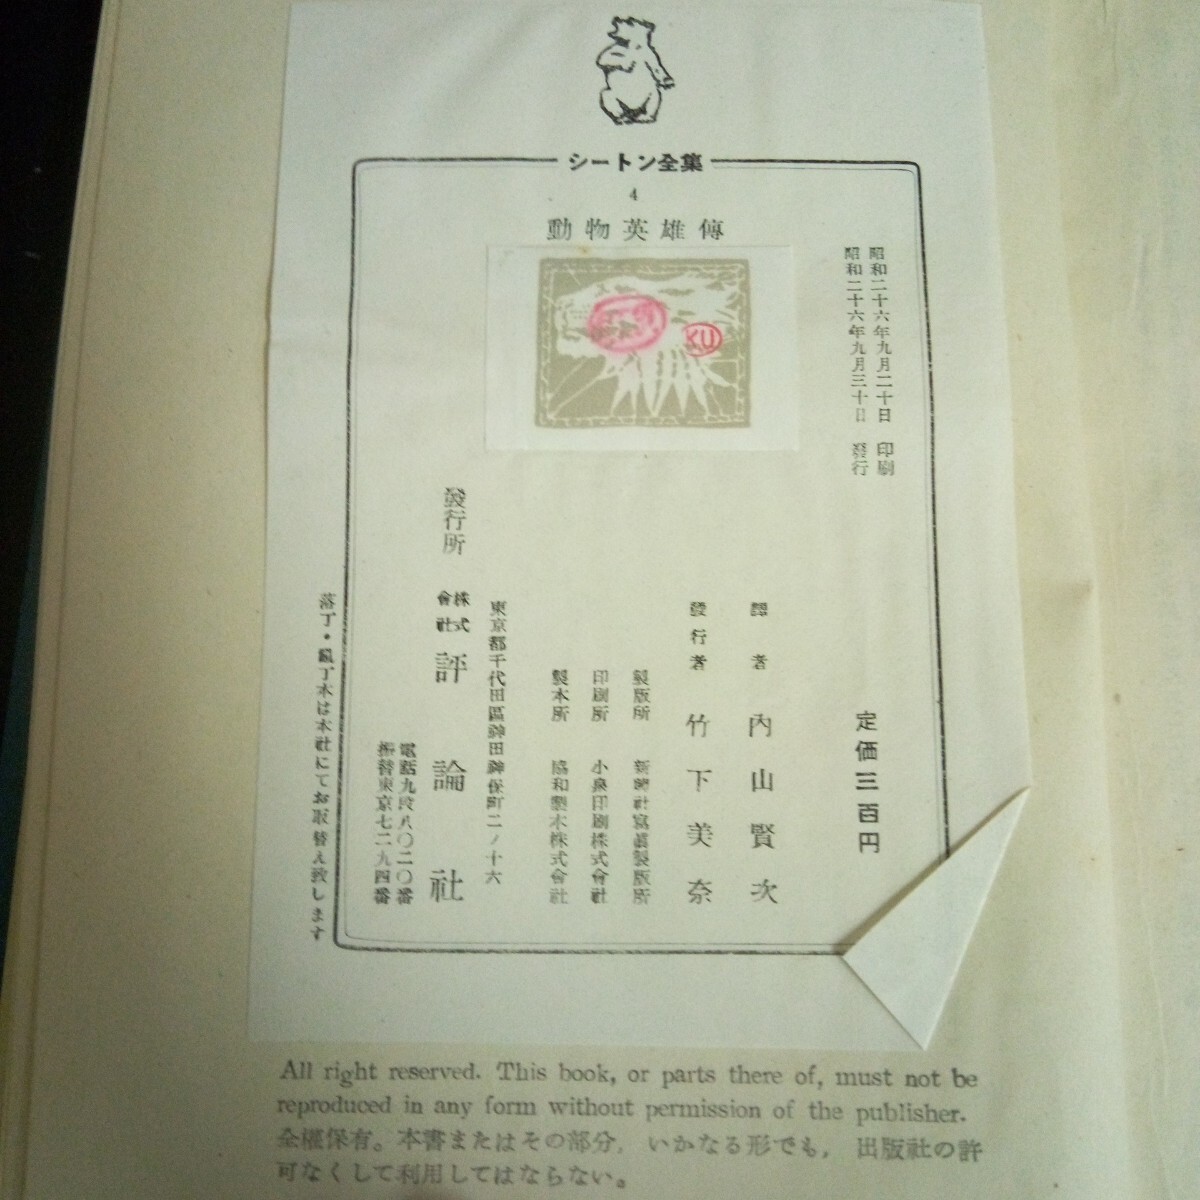 シートン全集
4
動物英雄傳
昭和二十六年九月二十日 印刷
昭和二十六年九月三十日 發行
KU
定価三百円
譯者 內山賢次
發行者 竹下美奈
製版所 新興社寫眞製版所
印刷所 小泉印刷株式會社
製本所 協和製本株式會社
東京都千代田區神田神保町二ノ十六
發行所 株式會社 評論社
電話九段八〇二〇番
振替東京七二九四番
落丁・亂丁本は本社にてお取替え致します
All right reserved. This book, or parts there of, must not be
reproduced in any form without permission of the publisher.
全權保有。本書またはその部分，いかなる形でも，出版社の許
可なくして利用してはならない。